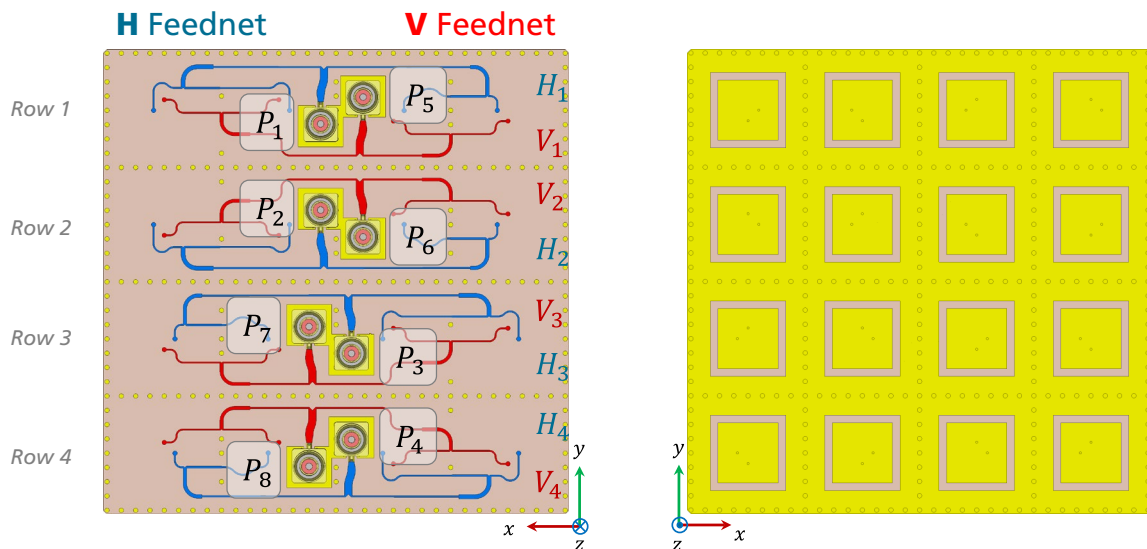 H Feednet V Feednet
Row 1 P₁ P₅ H₁
V₁
Row 2 P₂ P₆ V₂
H₂
Row 3 P₇ P₃ V₃
H₃
Row 4 P₈ P₄ H₄
V₄
y y
x z z x